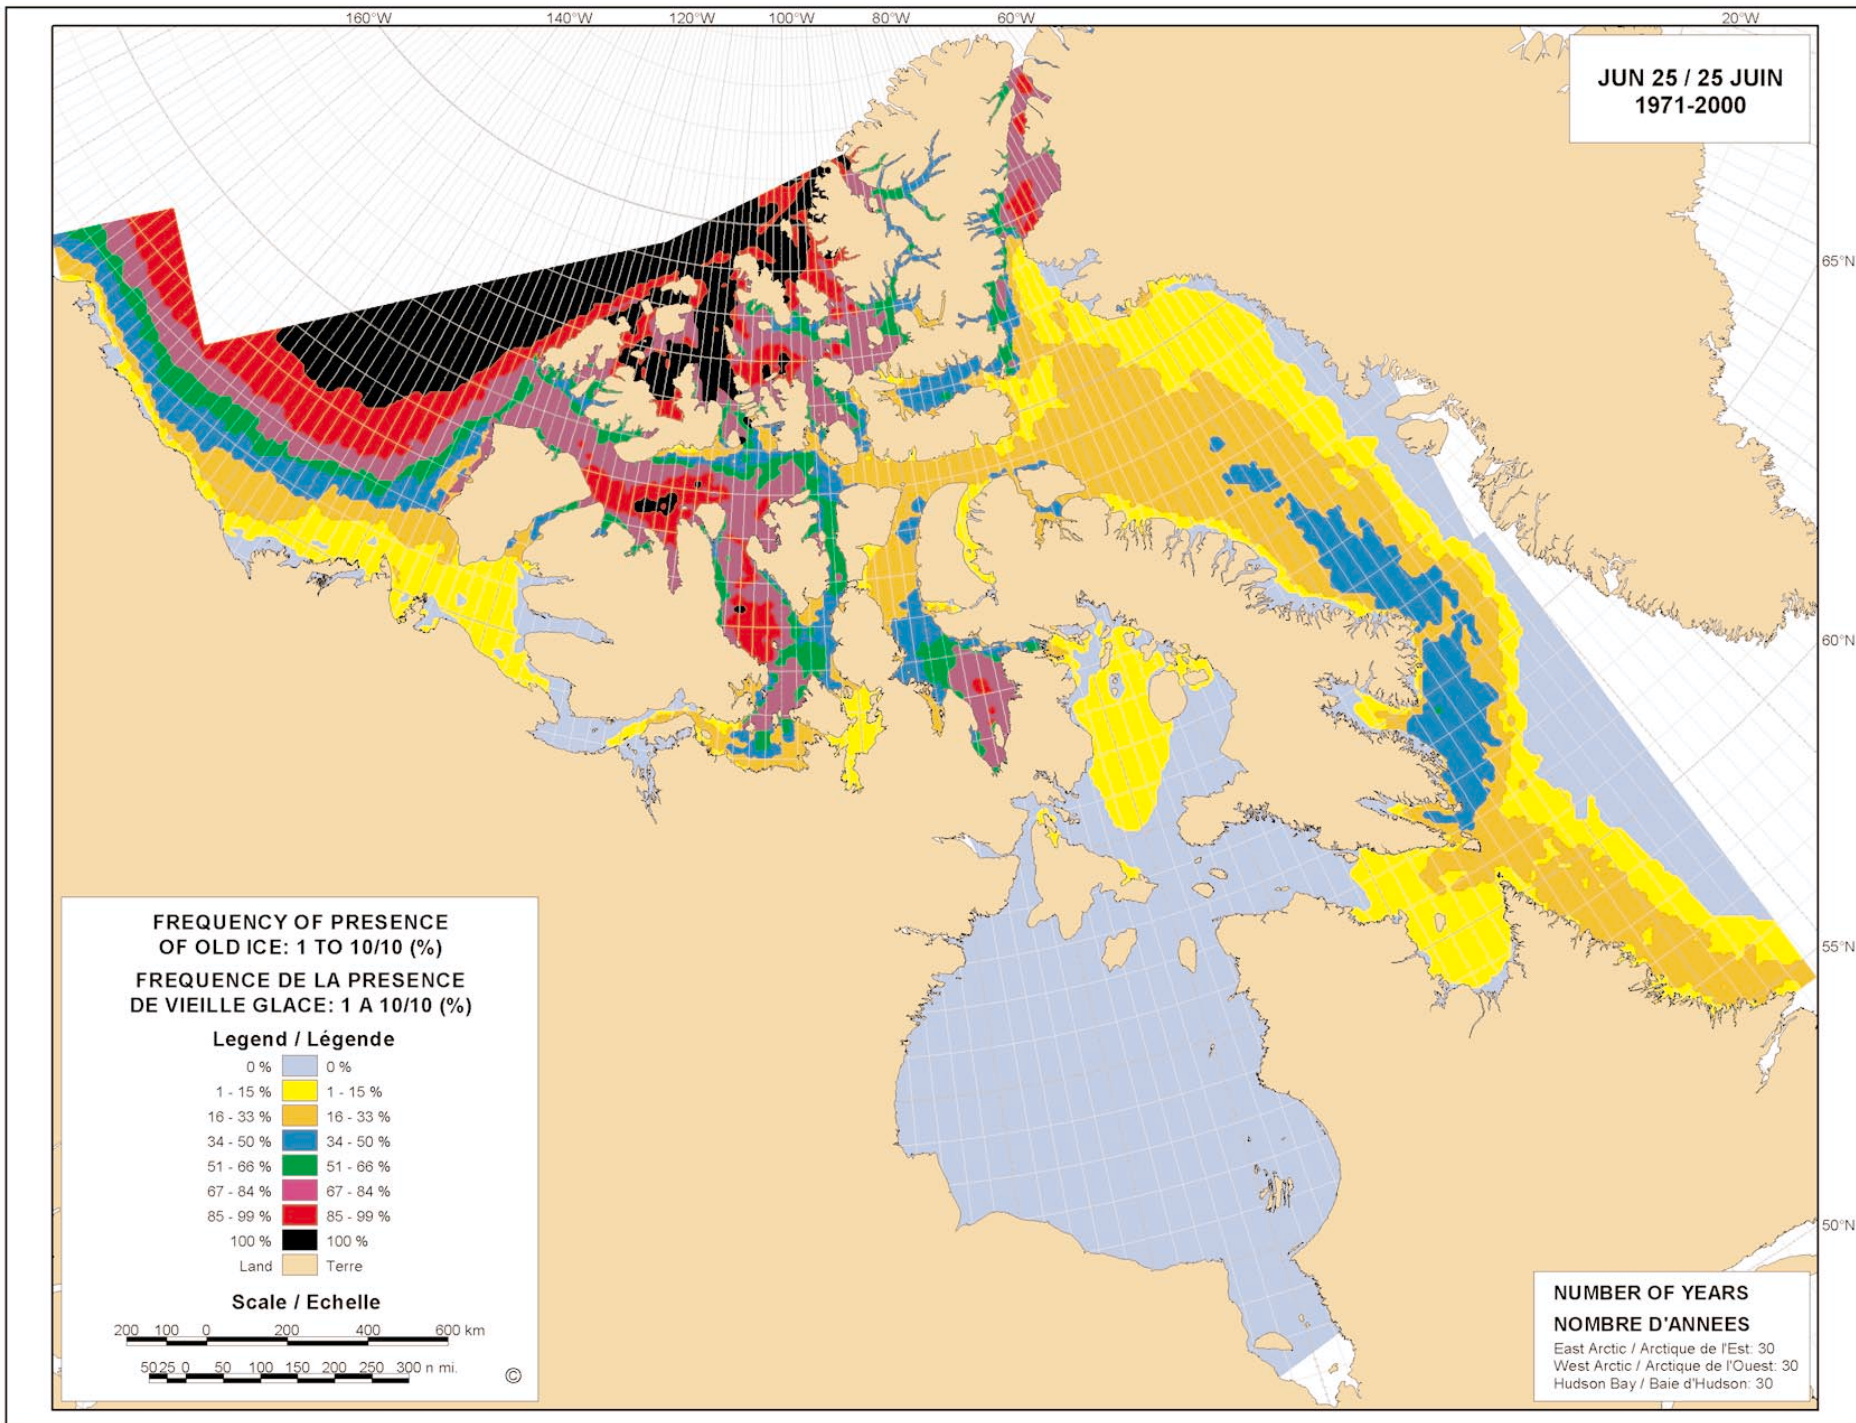 160°W 140°W 120°W 100°W 80°W 60°W 20°W
JUN 25 / 25 JUIN
1971-2000
65°N
60°N
55°N
50°N
FREQUENCY OF PRESENCE
OF OLD ICE: 1 TO 10/10 (%)
FREQUENCE DE LA PRESENCE
DE VIEILLE GLACE: 1 A 10/10 (%)
Legend / Légende
0 % 0 %
1 - 15 % 1 - 15 %
16 - 33 % 16 - 33 %
34 - 50 % 34 - 50 %
51 - 66 % 51 - 66 %
67 - 84 % 67 - 84 %
85 - 99 % 85 - 99 %
100 % 100 %
Land Terre
Scale / Echelle
200 100 0 200 400 600 km
50 25 0 50 100 150 200 250 300 n mi.
©
NUMBER OF YEARS
NOMBRE D'ANNEES
East Arctic / Arctique de l'Est: 30
West Arctic / Arctique de l'Ouest: 30
Hudson Bay / Baie d'Hudson: 30